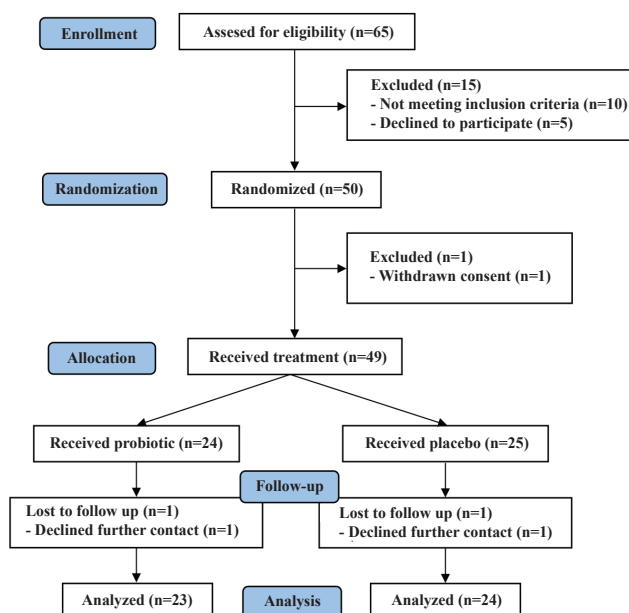 Enrollment
Assesed for eligibility (n=65)
Excluded (n=15)
- Not meeting inclusion criteria (n=10)
- Declined to participate (n=5)
Randomization
Randomized (n=50)
Excluded (n=1)
- Withdrawn consent (n=1)
Allocation
Received treatment (n=49)
Received probiotic (n=24)
Received placebo (n=25)
Follow-up
Lost to follow up (n=1)
- Declined further contact (n=1)
Lost to follow up (n=1)
- Declined further contact (n=1)
Analyzed (n=23)
Analysis
Analyzed (n=24)